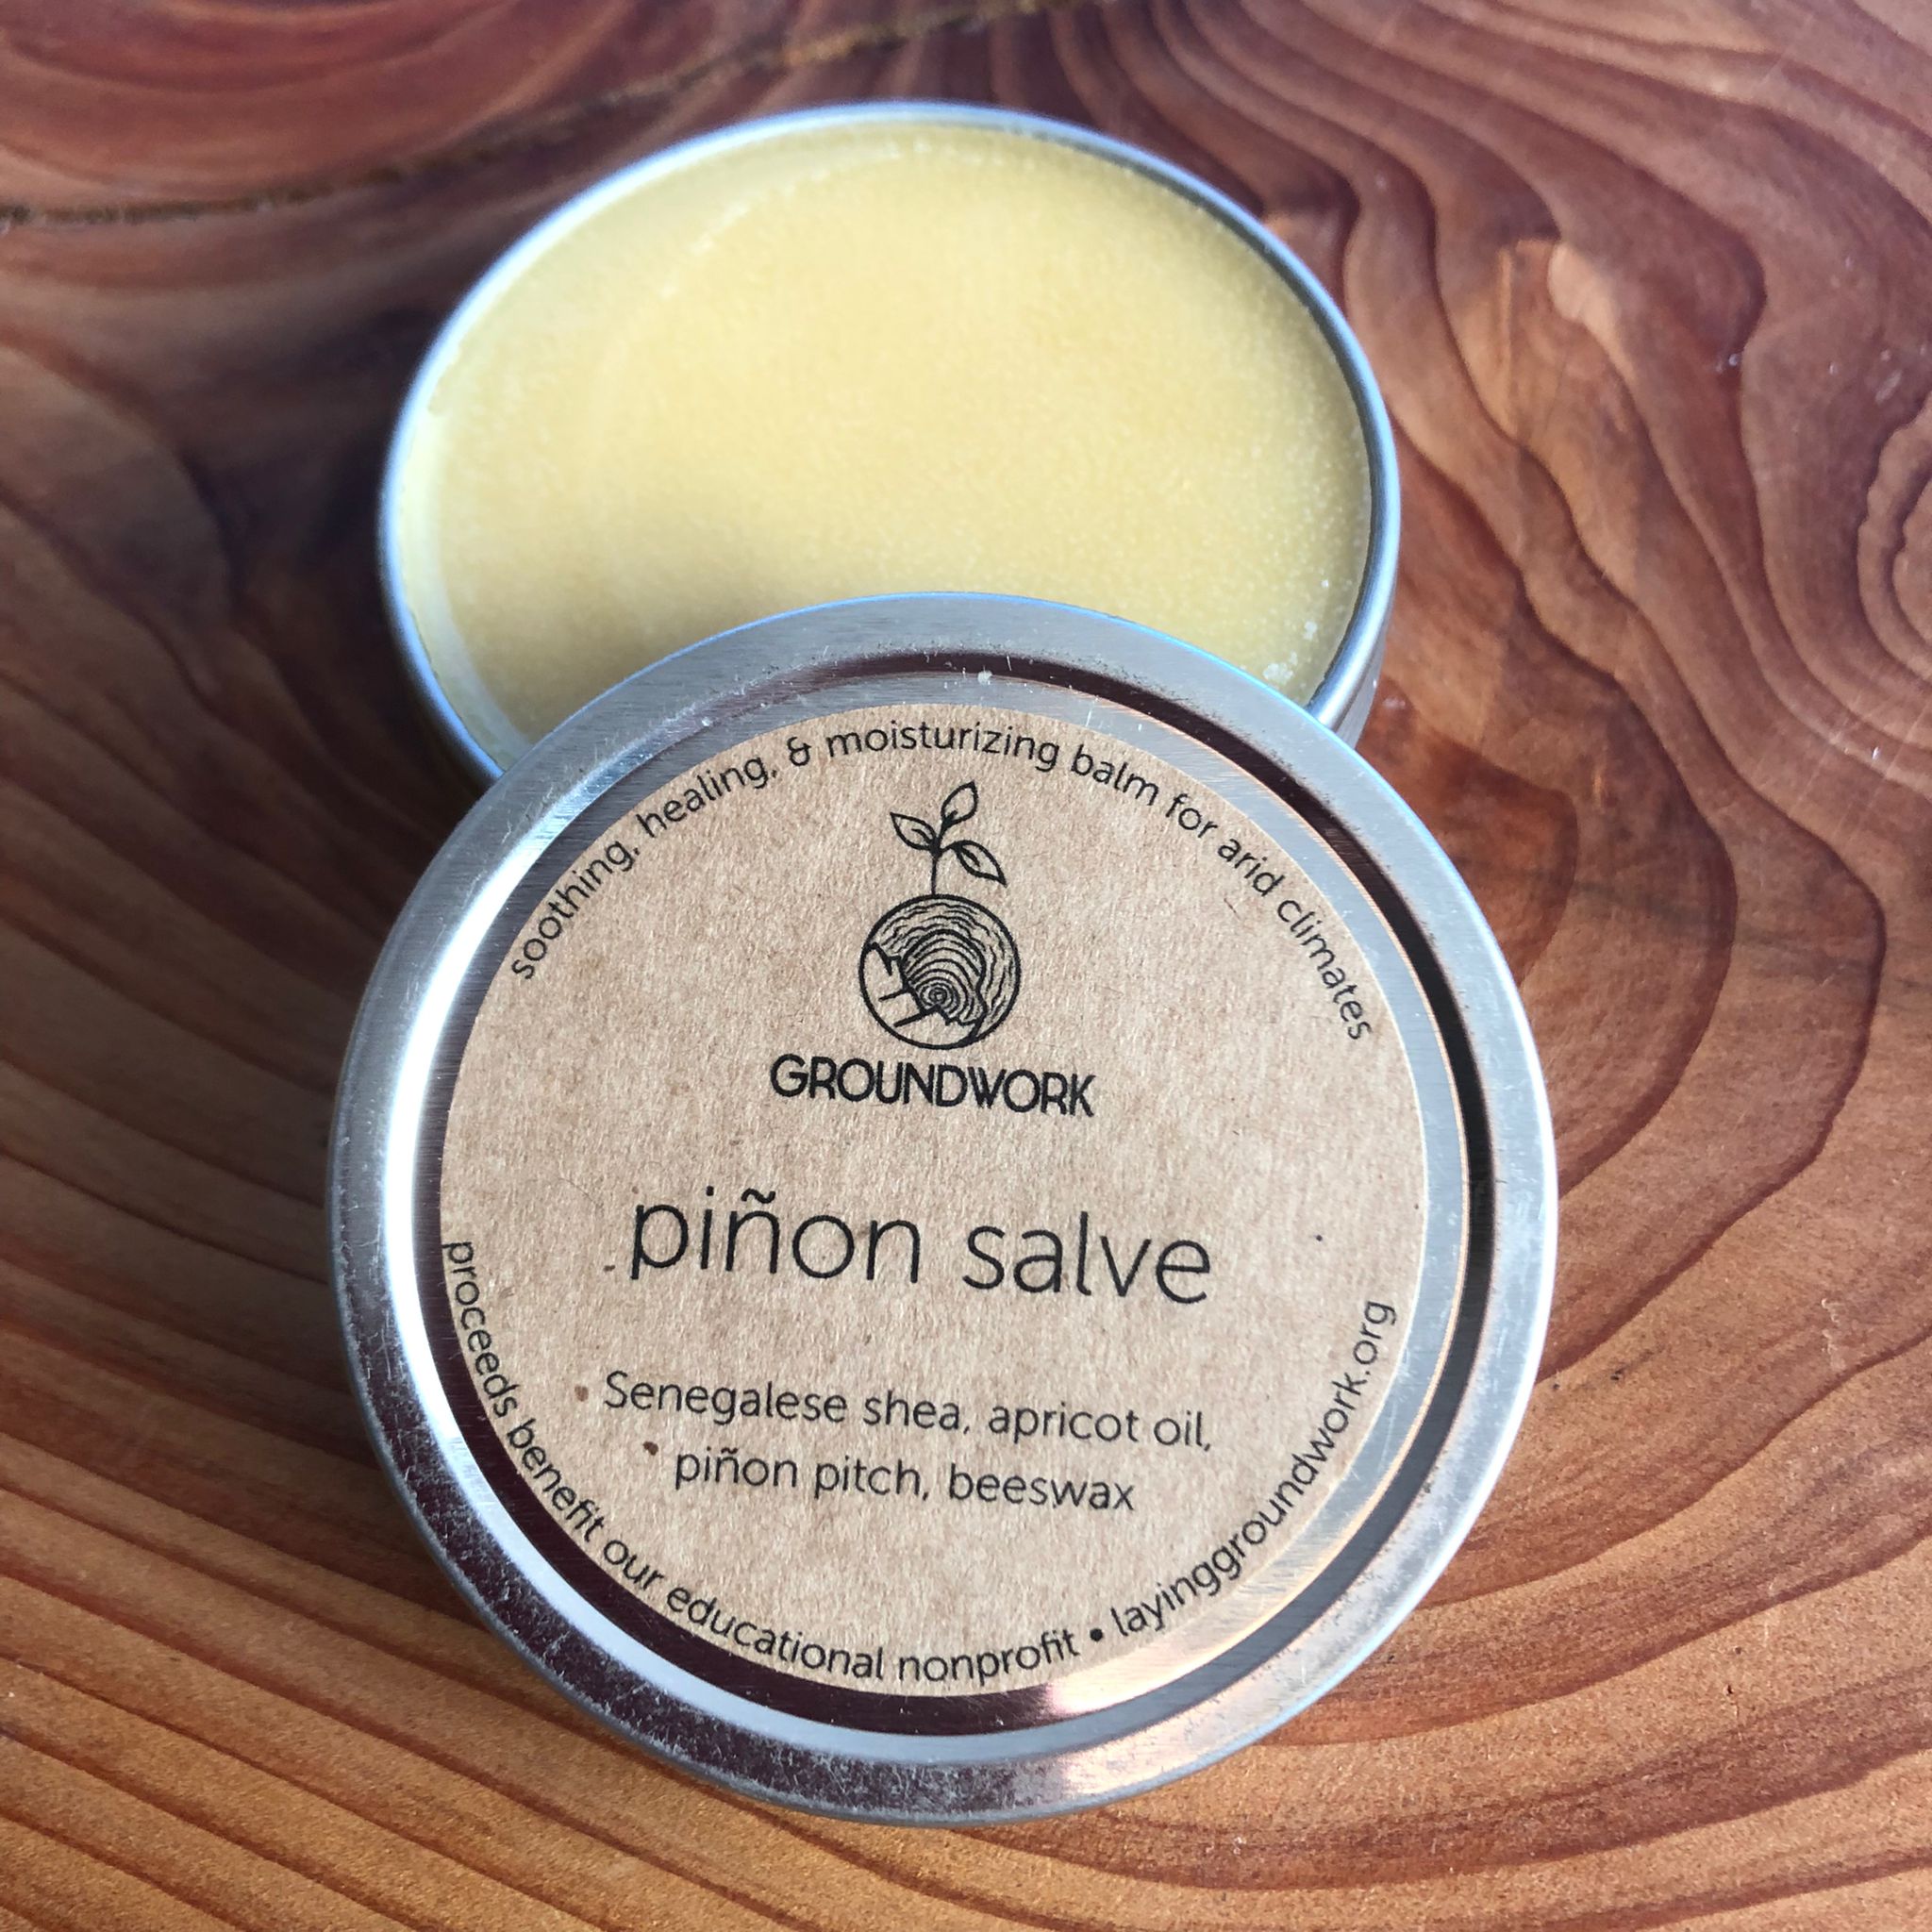 soothing, healing, & moisturizing balm for arid climates
GROUNDWORK
piñon salve
Senegalese shea, apricot oil,
piñon pitch, beeswax
proceeds benefit our educational nonprofit • layinggroundwork.org